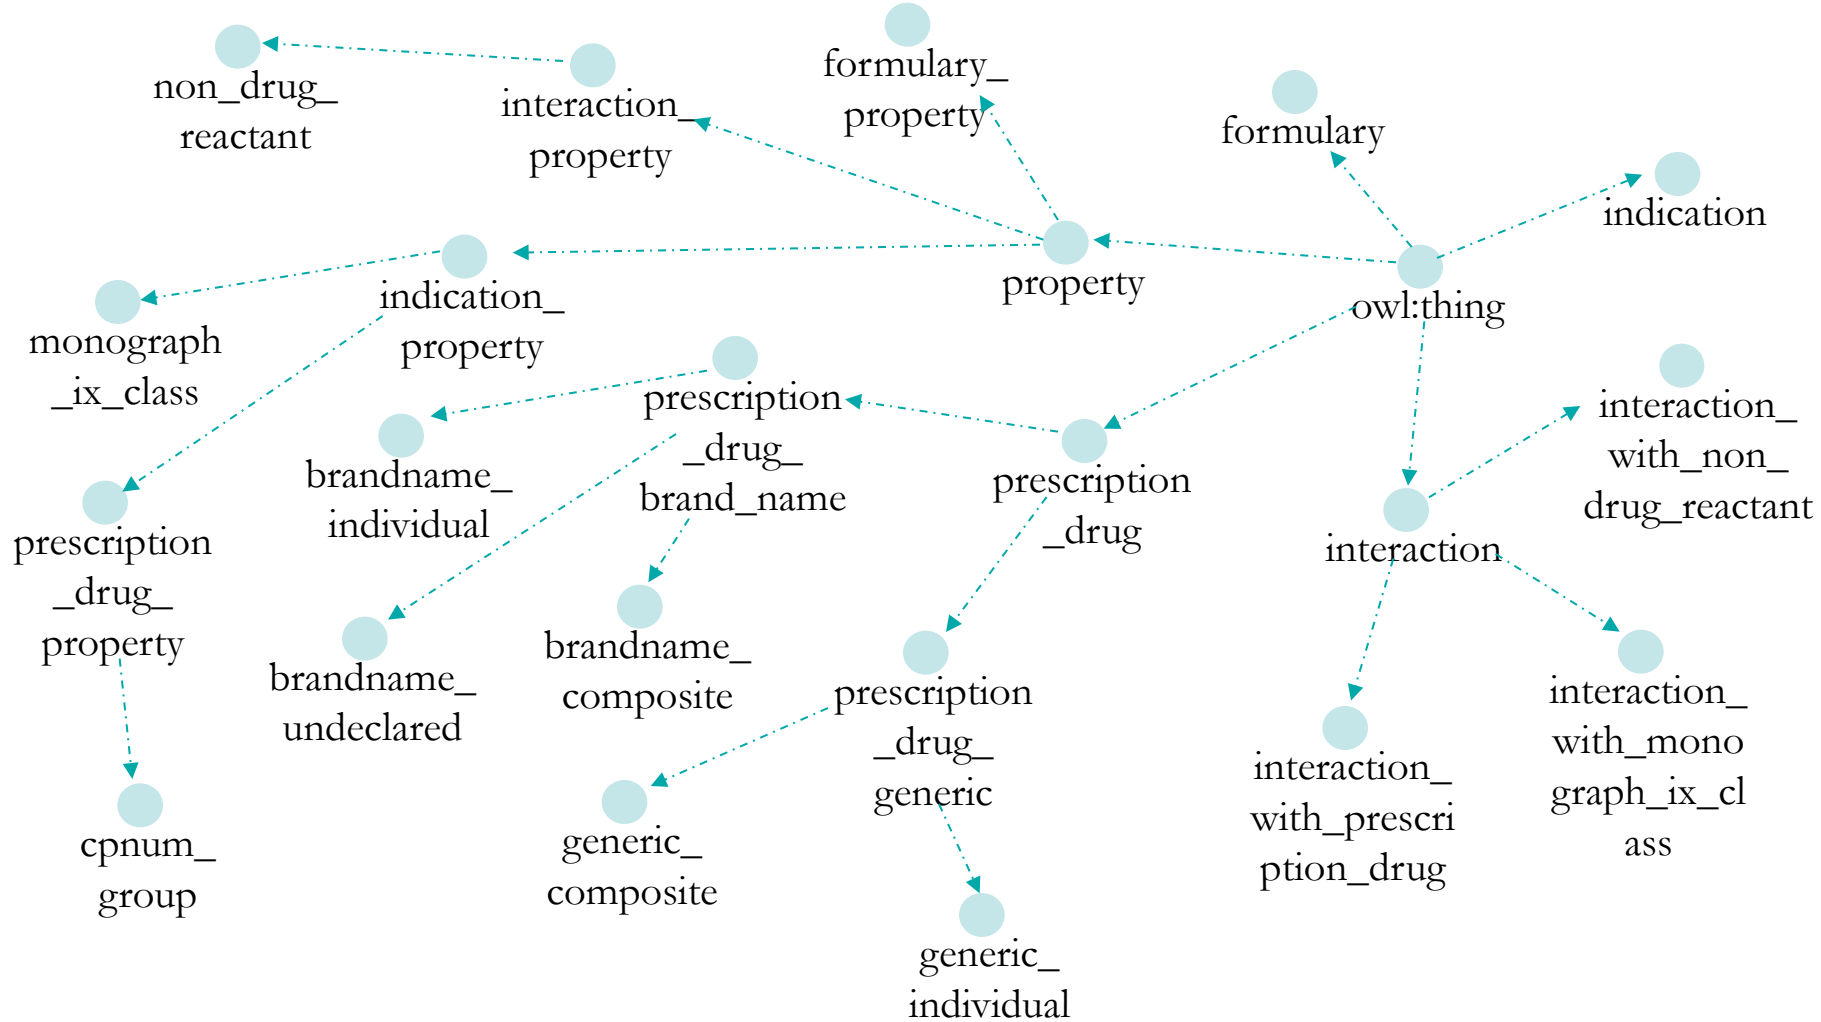 non_drug_
reactant
interaction_
property
formulary_
property
formulary
indication
property
owl:thing
indication_
property
monograph
_ix_class
prescription
_drug_
brand_name
brandname_
individual
prescription
_drug
interaction_
with_non_
drug_reactant
prescription
_drug_
property
interaction
brandname_
undeclared
brandname_
composite
prescription
_drug_
generic
interaction_
with_mono
graph_ix_cl
ass
interaction_
with_prescri
ption_drug
cpnum_
group
generic_
composite
generic_
individual